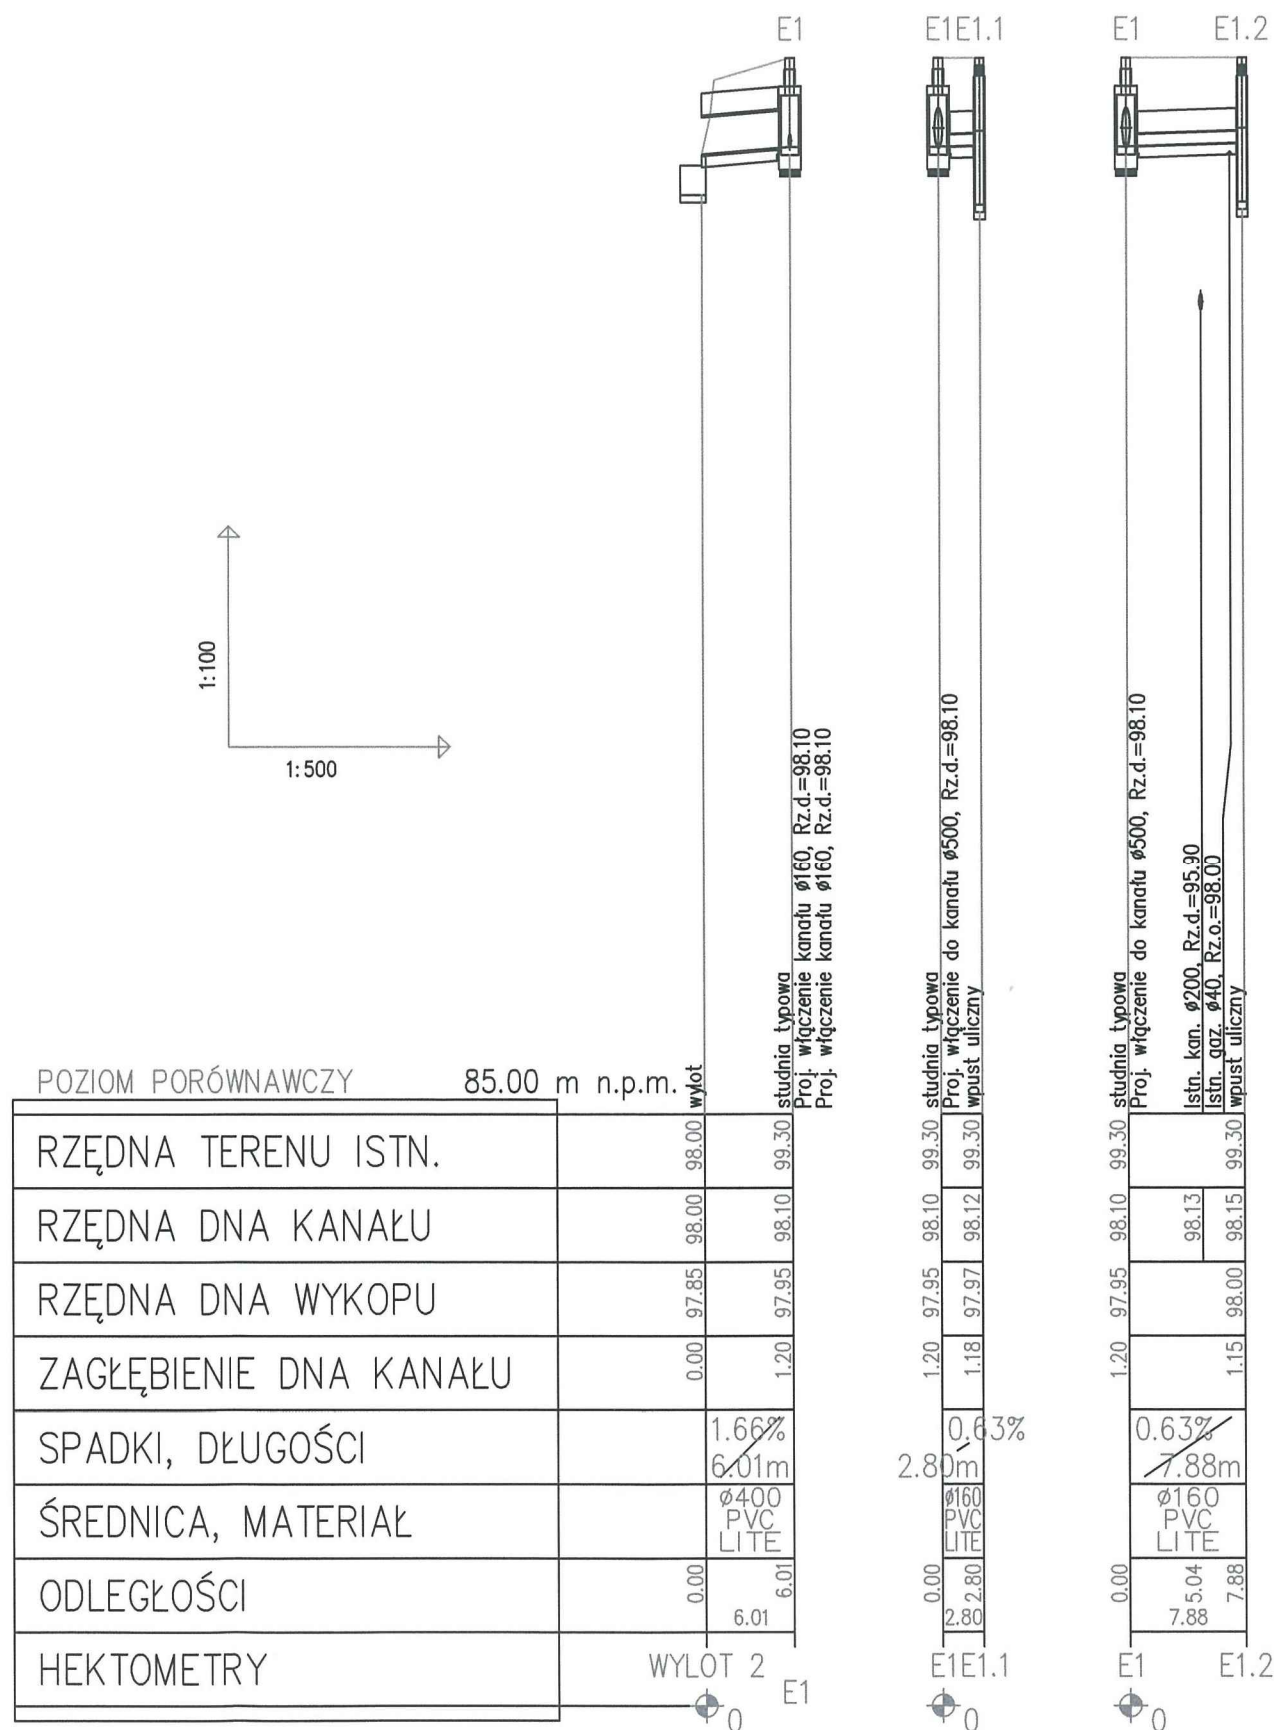 E1
E1E1.1
E1
E1.2
1:100
1:500
wylot
studnia typowa
Proj. włączenie kanału ø160, Rz.d.=98.10
Proj. włączenie kanału ø160, Rz.d.=98.10
studnia typowa
Proj. włączenie do kanału ø500, Rz.d.=98.10
wpust uliczny
studnia typowa
Proj. włączenie do kanału ø500, Rz.d.=98.10
Istn. kan. ø200, Rz.d.=95.90
Istn. gaz. ø40, Rz.o.=98.00
wpust uliczny
POZIOM PORÓWNAWCZY 85.00 m n.p.m.
RZĘDNA TERENU ISTN. 98.00 99.30 99.30 99.30 99.30 99.30
RZĘDNA DNA KANAŁU 98.00 98.10 98.10 98.12 98.10 98.13 98.15
RZĘDNA DNA WYKOPU 97.85 97.95 97.95 97.97 97.95 98.00
ZAGŁĘBIENIE DNA KANAŁU 0.00 1.20 1.20 1.18 1.20 1.15
SPADKI, DŁUGOŚCI
1.66%
6.01m
0.63%
2.80m
0.63%
7.88m
ŚREDNICA, MATERIAŁ
ø400
PVC
LITE
ø160
PVC
LITE
ø160
PVC
LITE
ODLEGŁOŚCI 0.00 6.01 0.00 2.80 0.00 5.04 7.88
6.01 2.80 7.88
HEKTOMETRY
WYLOT 2 E1 E1E1.1 E1 E1.2
0 0 0